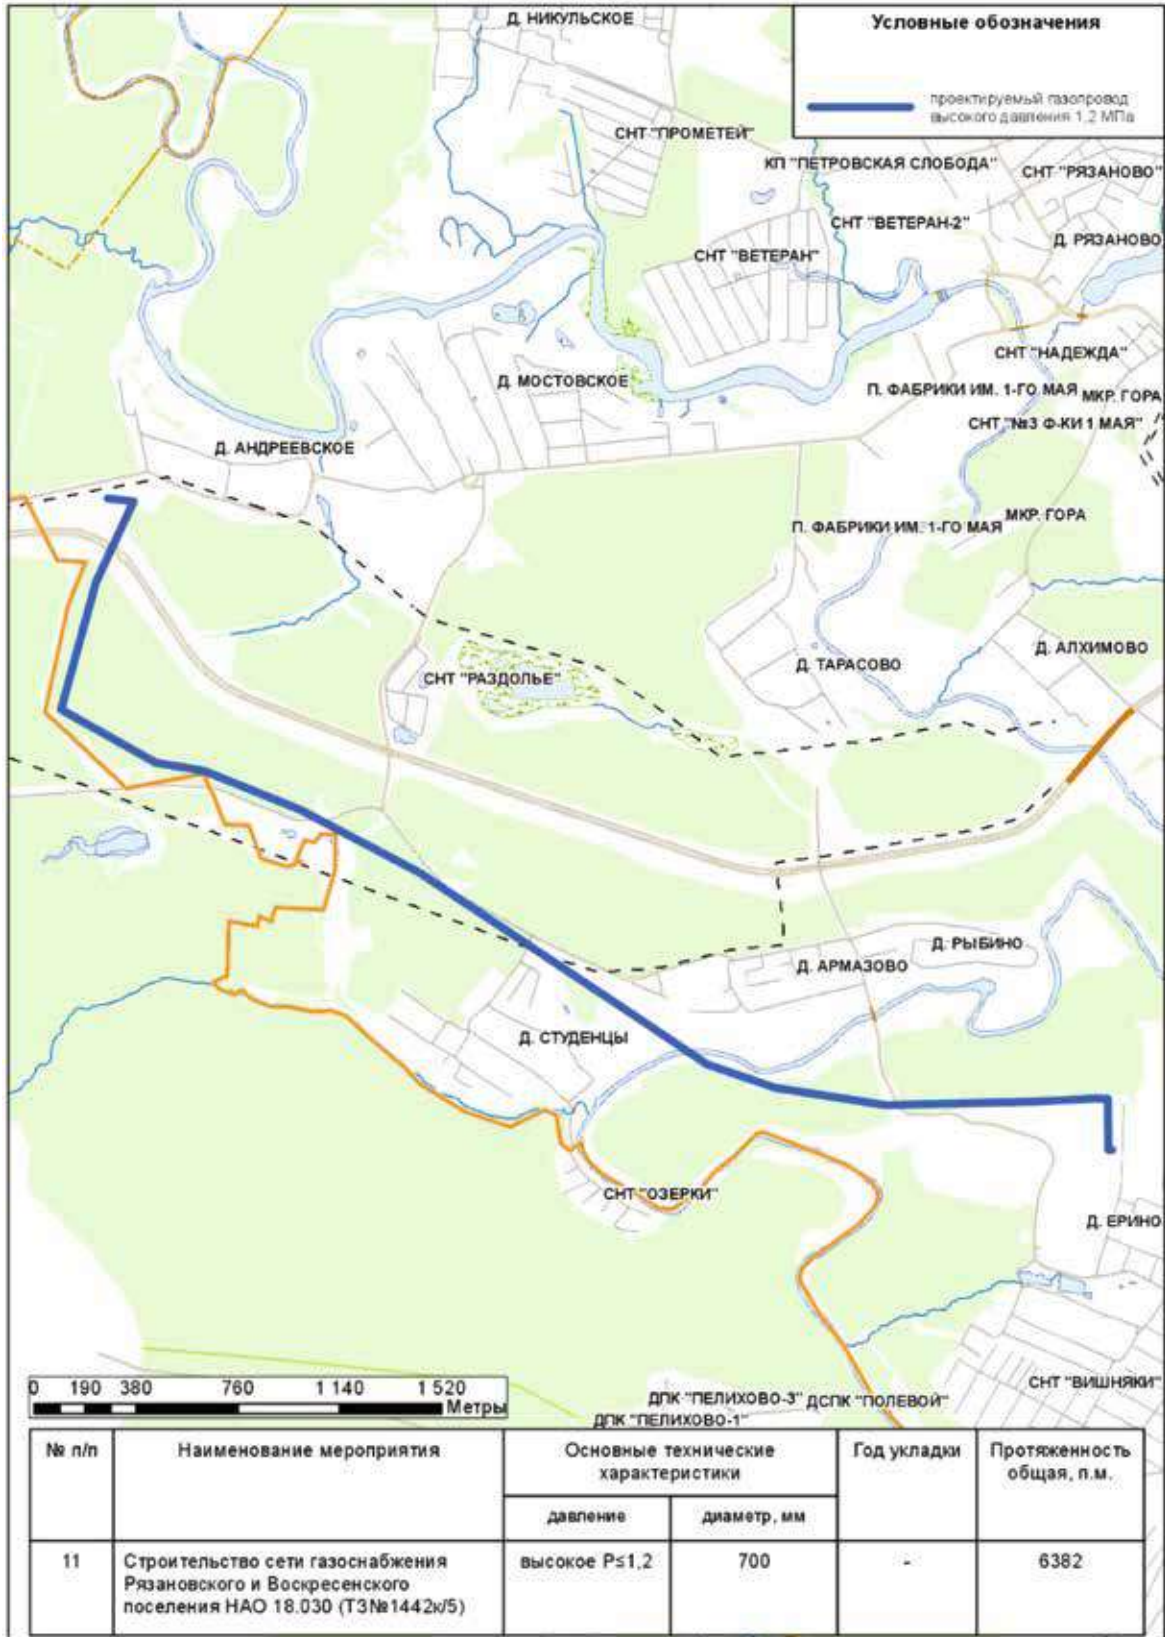 Д. НИКУЛЬСКОЕ
Условные обозначения
проектируемый газопровод
высокого давления 1,2 МПа
СНТ "ПРОМЕТЕЙ"
КП "ПЕТРОВСКАЯ СЛОБОДА"
СНТ "РЯЗАНОВО"
СНТ "ВЕТЕРАН-2"
Д. РЯЗАНОВО
СНТ "ВЕТЕРАН"
СНТ "НАДЕЖДА"
Д. МОСТОВСКОЕ
П. ФАБРИКИ ИМ. 1-ГО МАЯ
МКР. ГОРА
СНТ "№3 Ф-КИ 1 МАЯ"
Д. АНДРЕЕВСКОЕ
МКР. ГОРА
П. ФАБРИКИ ИМ. 1-ГО МАЯ
Д. АЛХИМОВО
Д. ТАРАСОВО
СНТ "РАЗДОЛЬЕ"
Д. РЫБИНО
Д. АРМАЗОВО
Д. СТУДЕНЦЫ
СНТ "ОЗЕРКИ"
Д. ЕРИНО
СНТ "ВИШНЯКИ"
0 190 380 760 1 140 1 520
Метры
ДПК "ПЕЛИХОВО-3" ДСПК "ПОЛЕВОЙ"
ДПК "ПЕЛИХОВО-1"
№ п/п
Наименование мероприятия
Основные технические
характеристики
Год укладки
Протяженность
общая, п.м.
давление
диаметр, мм
11
Строительство сети газоснабжения
Рязановского и Воскресенского
поселения НАО 18.030 (ТЗ№1442к/5)
высокое Р≤1,2
700
-
6382